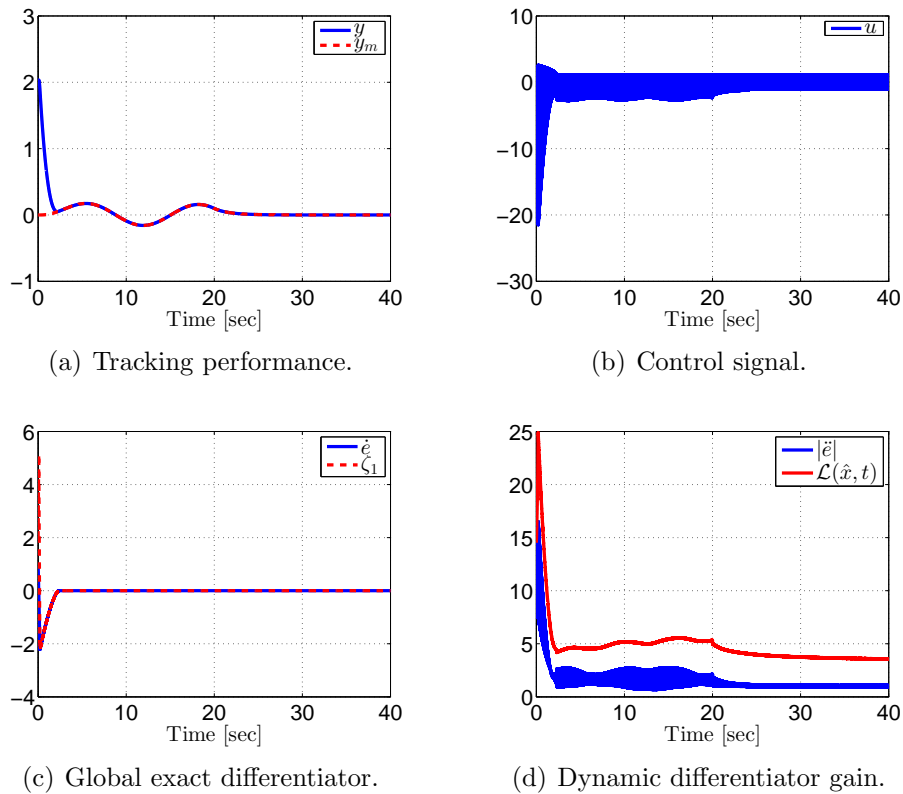 3
2
1
0
−1
0 10 20 30 40
Time [sec]
y
y_m
(a) Tracking performance.
10
0
−10
−20
−30
0 10 20 30 40
Time [sec]
u
(b) Control signal.
6
4
2
0
−2
−4
0 10 20 30 40
Time [sec]
ė
ζ₁
(c) Global exact differentiator.
25
20
15
10
5
0
0 10 20 30 40
Time [sec]
|ë|
ℒ(x̂, t)
(d) Dynamic differentiator gain.